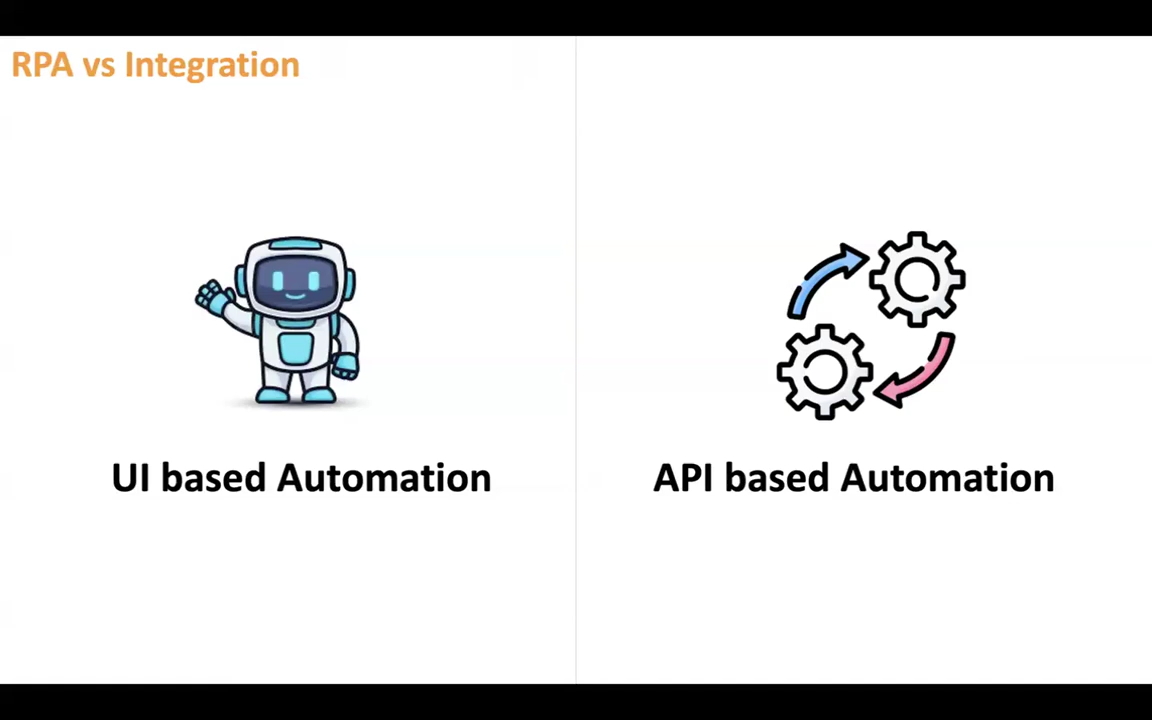 RPA vs Integration
UI based Automation
API based Automation